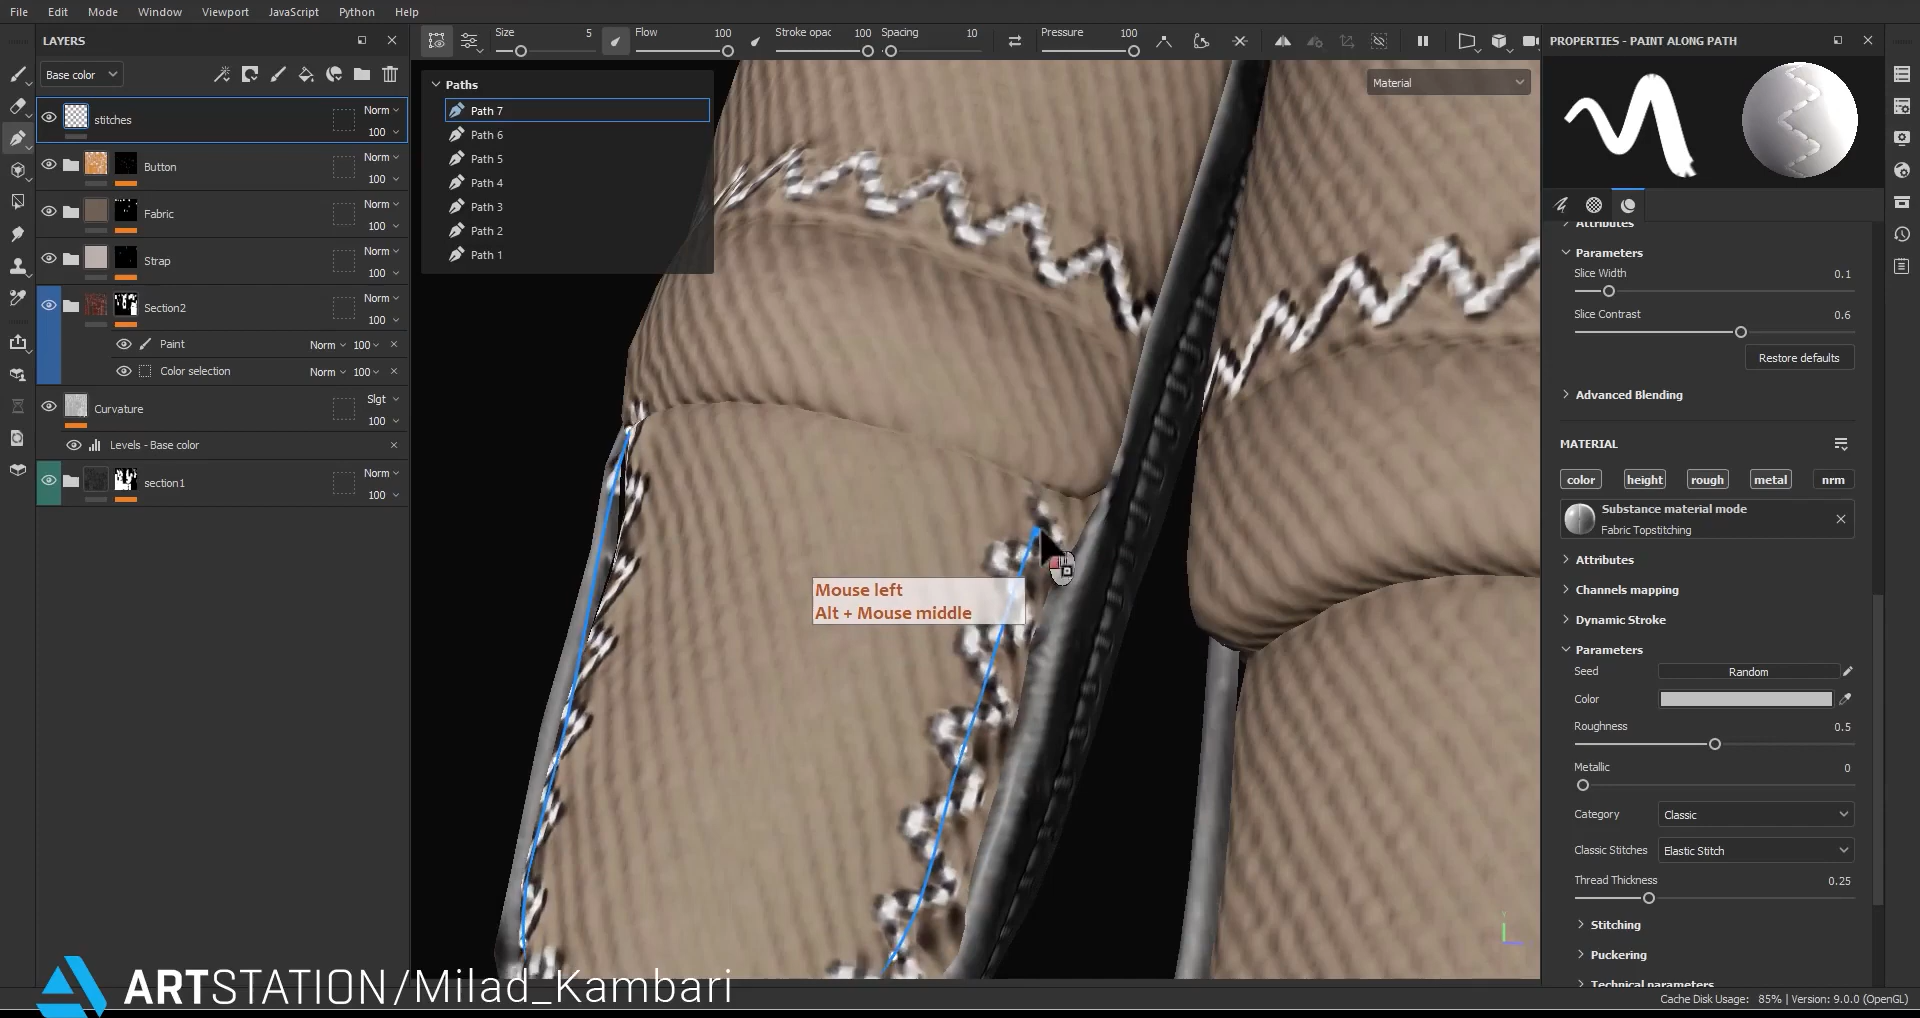 File Edit Mode Window Viewport JavaScript Python Help
LAYERS
Size 5 Flow 100 Stroke opac 100 Spacing 10 Pressure 100
PROPERTIES - PAINT ALONG PATH
Base color
Paths
Path 7
Path 6
Path 5
Path 4
Path 3
Path 2
Path 1
Material
stitches Norm 100
Button Norm 100
Fabric Norm 100
Strap Norm 100
Section2 Norm 100
Paint Norm 100
Color selection Norm 100
Curvature Slgt 100
Levels - Base color
section1 Norm 100
Mouse left
Alt + Mouse middle
Attributes
Parameters
Slice Width 0.1
Slice Contrast 0.6
Restore defaults
Advanced Blending
MATERIAL
color height rough metal nrm
Substance material mode
Fabric Topstitching
Attributes
Channels mapping
Dynamic Stroke
Parameters
Seed Random
Color
Roughness 0.5
Metallic 0
Category Classic
Classic Stitches Elastic Stitch
Thread Thickness 0.25
Stitching
Puckering
Technical parameters
ARTSTATION/Milad_Kambari
Cache Disk Usage: 85% | Version: 9.0.0 (OpenGL)